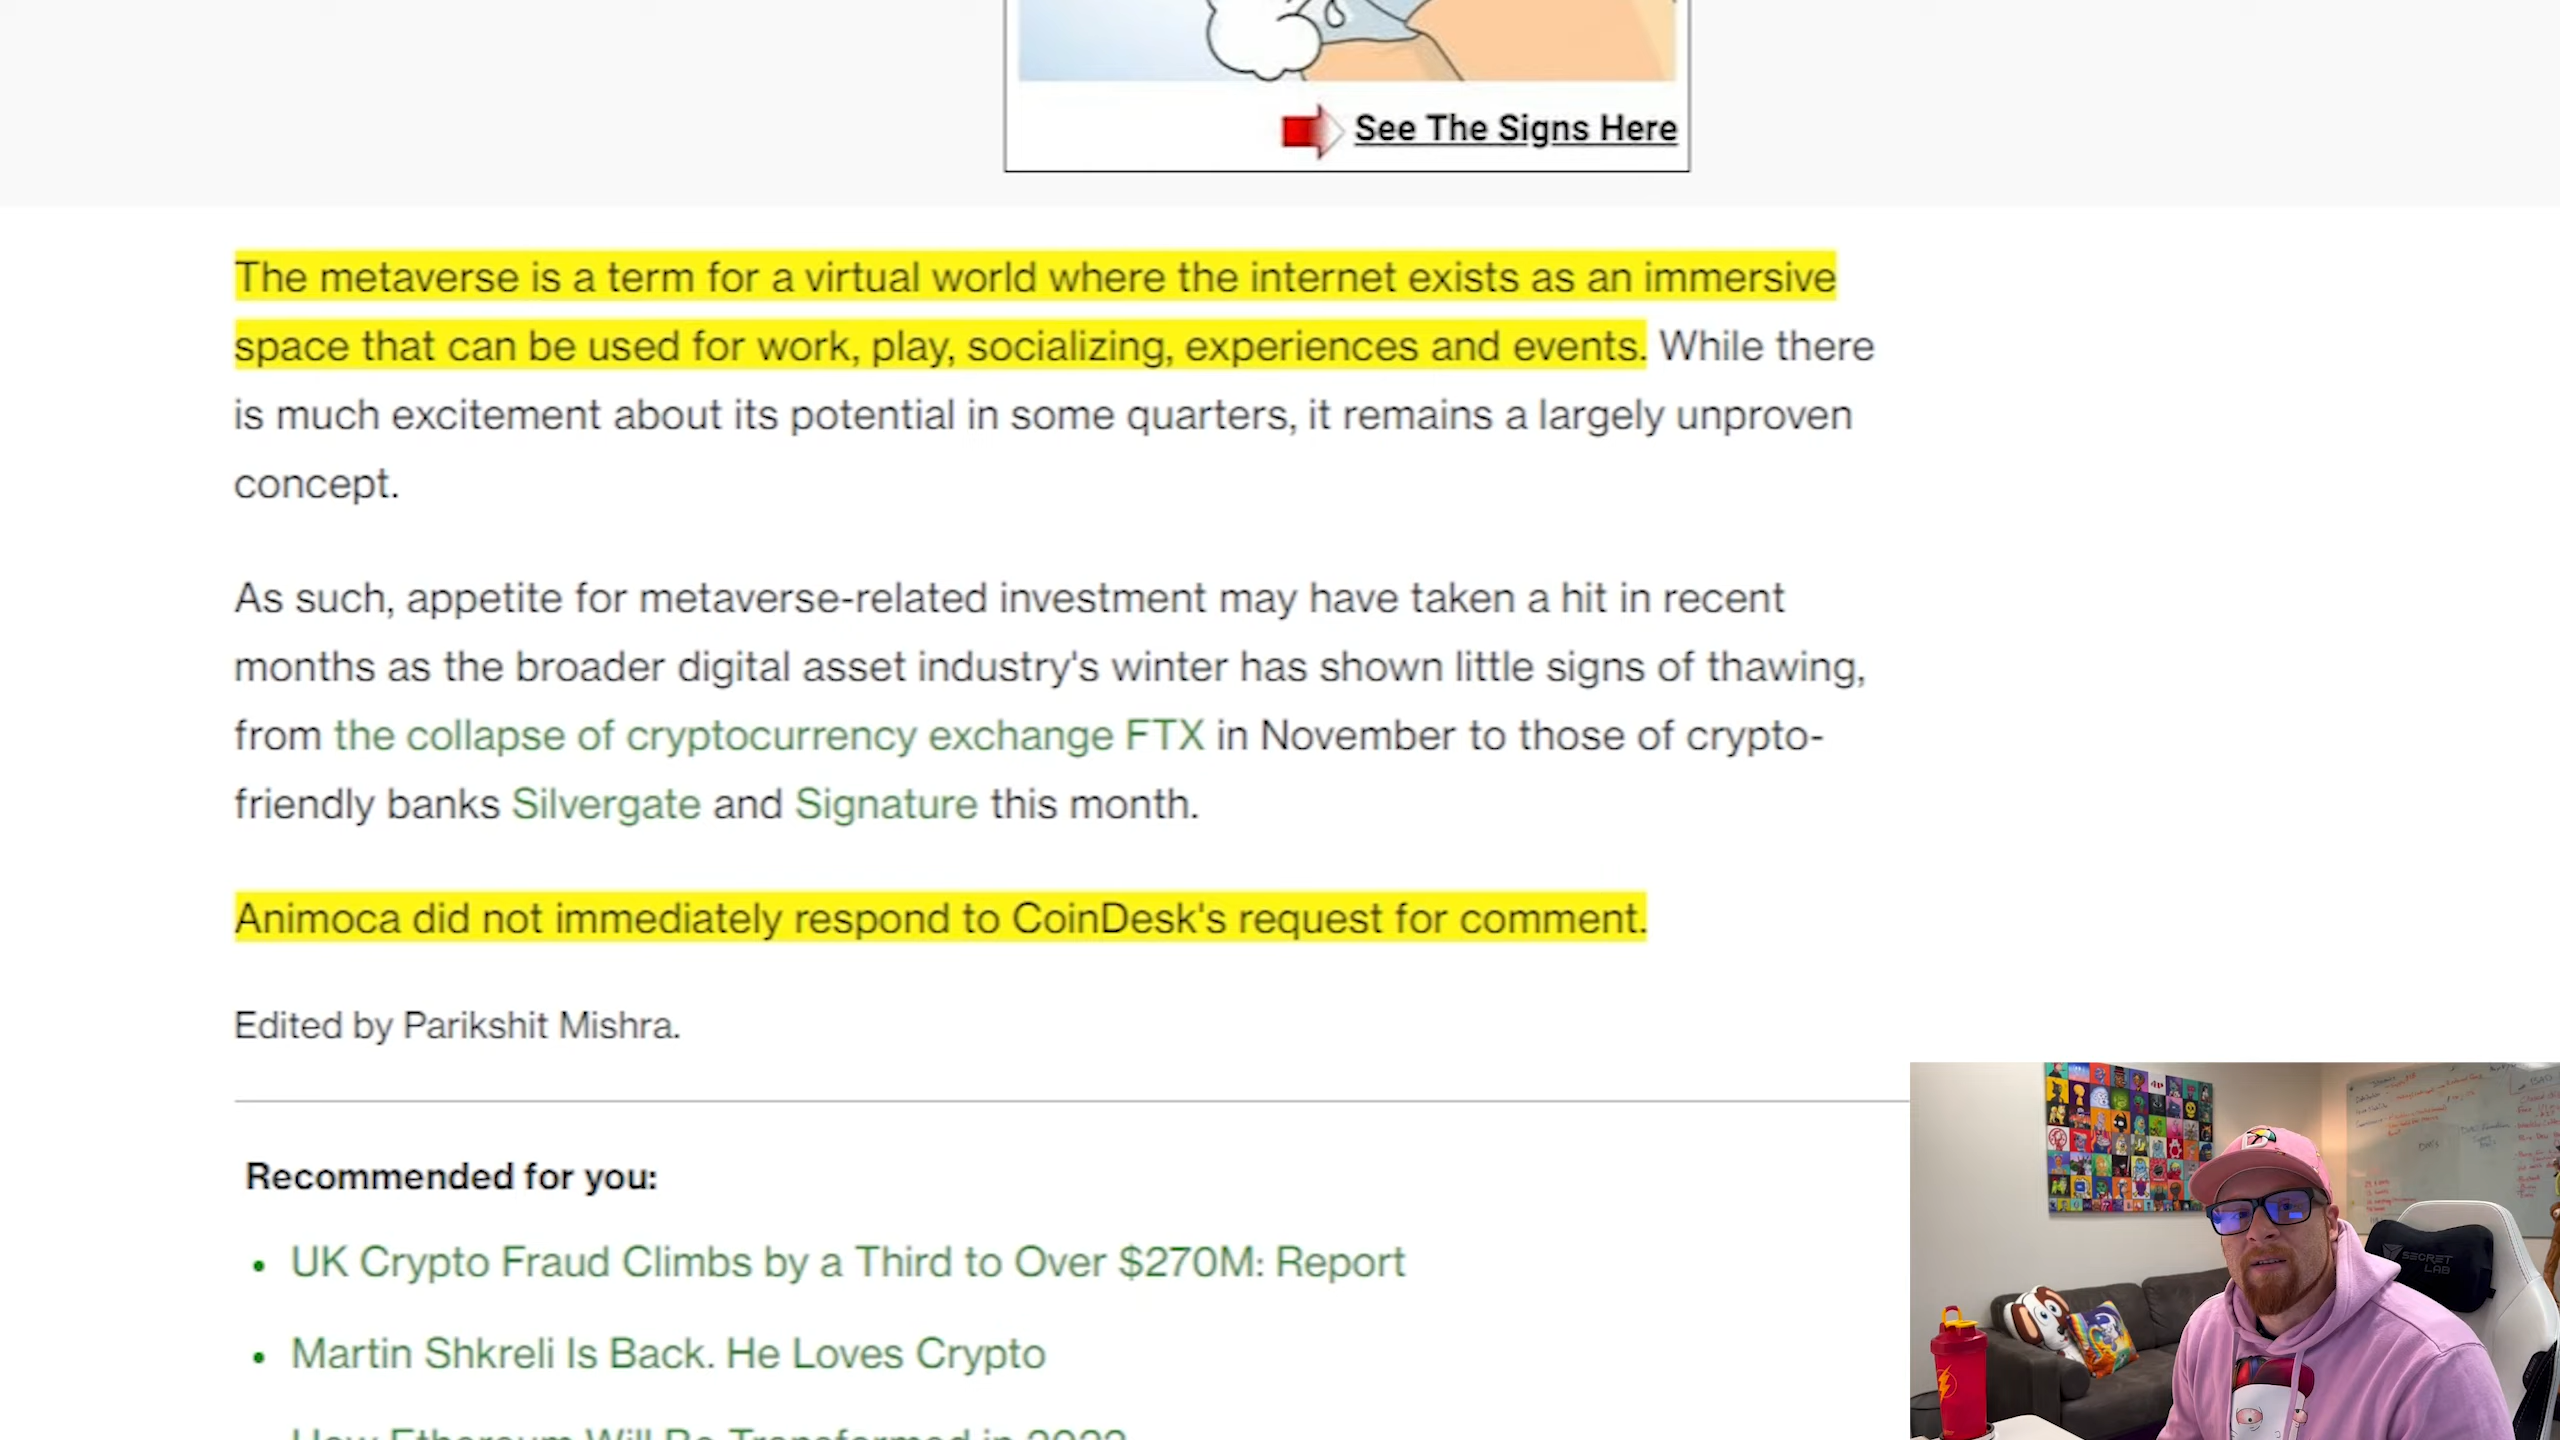 See The Signs Here
The metaverse is a term for a virtual world where the internet exists as an immersive
space that can be used for work, play, socializing, experiences and events. While there
is much excitement about its potential in some quarters, it remains a largely unproven
concept.
As such, appetite for metaverse-related investment may have taken a hit in recent
months as the broader digital asset industry's winter has shown little signs of thawing,
from the collapse of cryptocurrency exchange FTX in November to those of crypto-
friendly banks Silvergate and Signature this month.
Animoca did not immediately respond to CoinDesk's request for comment.
Edited by Parikshit Mishra.
Recommended for you:
• UK Crypto Fraud Climbs by a Third to Over $270M: Report
• Martin Shkreli Is Back. He Loves Crypto
How Ethereum Will Be Transformed in 2022
SECRET
LAB